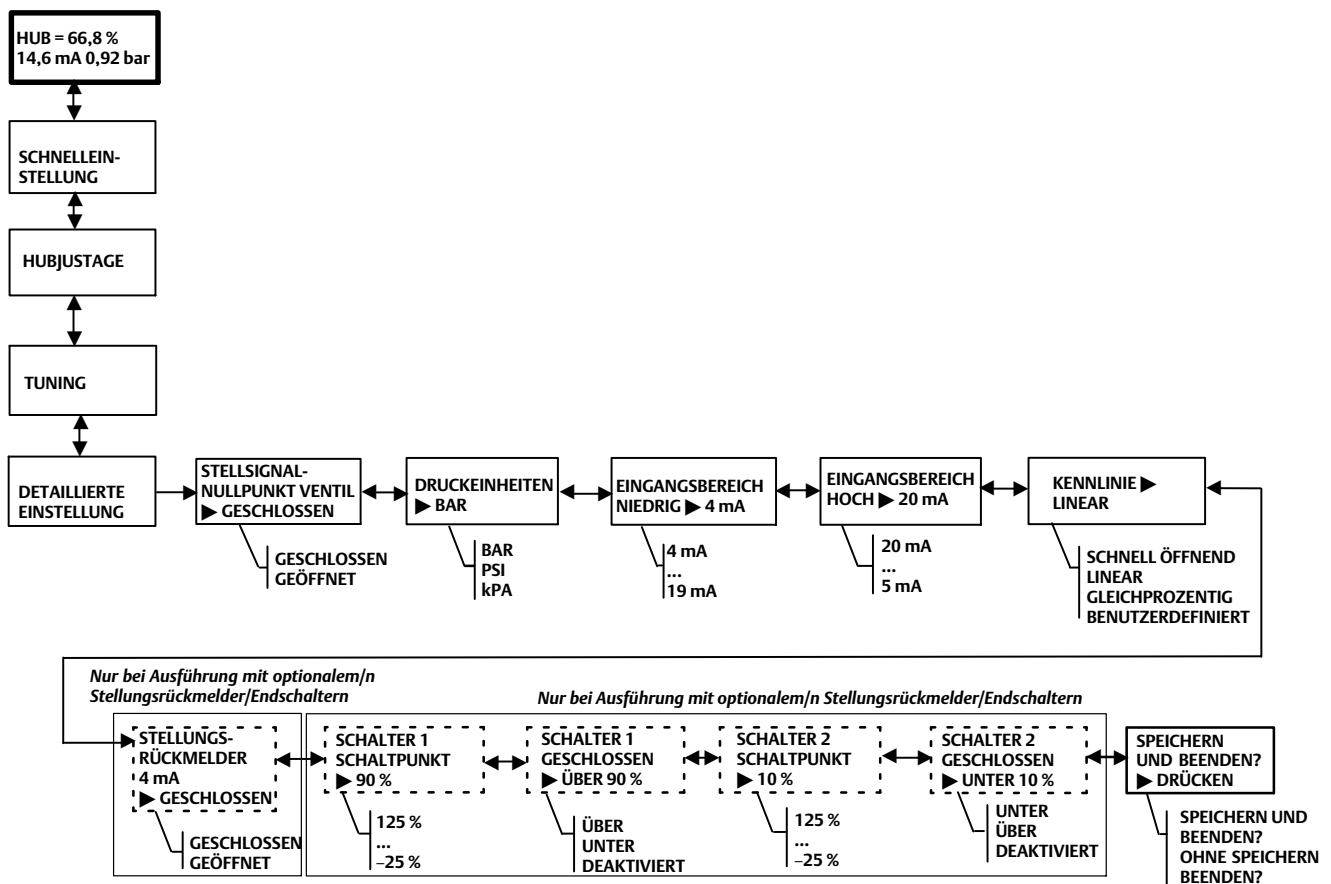 HUB = 66,8 %
14,6 mA 0,92 bar
SCHNELLEIN-
STELLUNG
HUBJUSTAGE
TUNING
DETAILLIERTE
EINSTELLUNG
STELLSIGNAL-
NULLPUNKT VENTIL
▶ GESCHLOSSEN
GESCHLOSSEN
GEÖFFNET
DRUCKEINHEITEN
▶ BAR
BAR
PSI
kPA
EINGANGSBEREICH
NIEDRIG ▶ 4 mA
4 mA
...
19 mA
EINGANGSBEREICH
HOCH ▶ 20 mA
20 mA
...
5 mA
KENNLINIE ▶
LINEAR
SCHNELL ÖFFNEND
LINEAR
GLEICHPROZENTIG
BENUTZERDEFINIERT
Nur bei Ausführung mit optionalem/n
Stellungsrückmelder/Endschaltern
STELLUNGS-
RÜCKMELDER
4 mA
▶ GESCHLOSSEN
GESCHLOSSEN
GEÖFFNET
Nur bei Ausführung mit optionalem/n Stellungsrückmelder/Endschaltern
SCHALTER 1
SCHALTPUNKT
▶ 90 %
125 %
...
–25 %
SCHALTER 1
GESCHLOSSEN
▶ ÜBER 90 %
ÜBER
UNTER
DEAKTIVIERT
SCHALTER 2
SCHALTPUNKT
▶ 10 %
125 %
...
–25 %
SCHALTER 2
GESCHLOSSEN
▶ UNTER 10 %
UNTER
ÜBER
DEAKTIVIERT
SPEICHERN
UND BEENDEN?
▶ DRÜCKEN
SPEICHERN UND
BEENDEN?
OHNE SPEICHERN
BEENDEN?